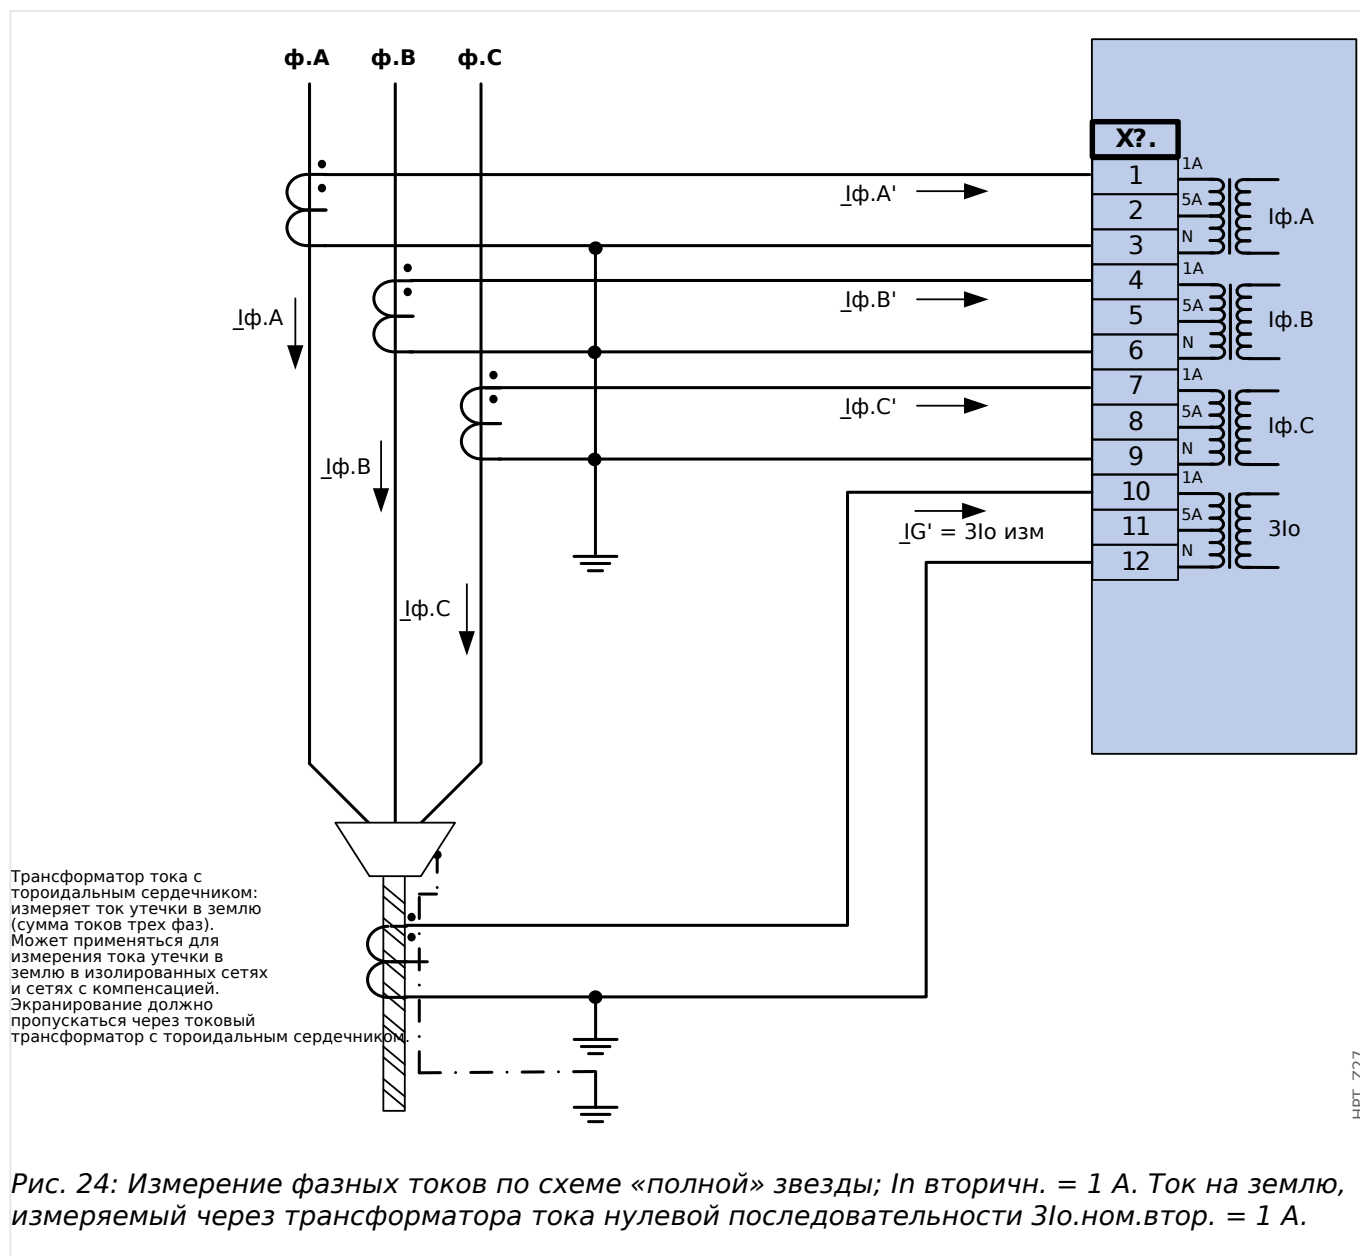 ф.A ф.B ф.C
X?.
1
2
3
4
5
6
7
8
9
10
11
12
1A
5A
N
1A
5A
N
1A
5A
N
1A
5A
N
Iф.A
Iф.B
Iф.C
3Io
Iф.A'
Iф.B'
Iф.C'
IG' = 3Io изм
Iф.A
Iф.B
Iф.C
Трансформатор тока с
тороидальным сердечником:
измеряет ток утечки в землю
(сумма токов трех фаз).
Может применяться для
измерения тока утечки в
землю в изолированных сетях
и сетях с компенсацией.
Экранирование должно
пропускаться через токовый
трансформатор с тороидальным сердечником.
Рис. 24: Измерение фазных токов по схеме «полной» звезды; In вторичн. = 1 А. Ток на землю,
измеряемый через трансформатора тока нулевой последовательности 3Io.ном.втор. = 1 А.